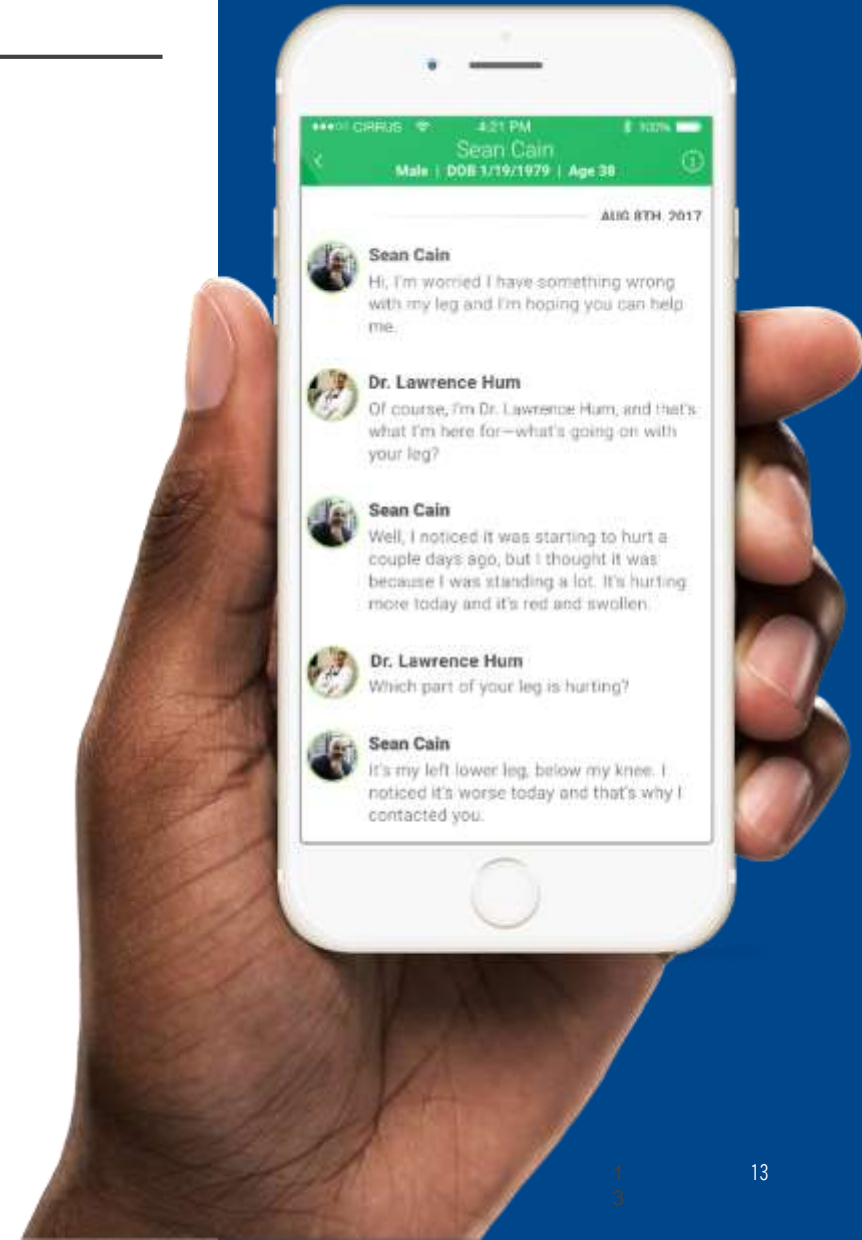 CIRRUS 4:21 PM 100%
Sean Cain
Male | DOB 1/19/1979 | Age 38
AUG 8TH, 2017
Sean Cain
Hi, I'm worried I have something wrong
with my leg and I'm hoping you can help
me.
Dr. Lawrence Hum
Of course, I'm Dr. Lawrence Hum, and that's
what I'm here for—what's going on with
your leg?
Sean Cain
Well, I noticed it was starting to hurt a
couple days ago, but I thought it was
because I was standing a lot. It's hurting
more today and it's red and swollen.
Dr. Lawrence Hum
Which part of your leg is hurting?
Sean Cain
It's my left lower leg, below my knee. I
noticed it's worse today and that's why I
contacted you.
1
3
13